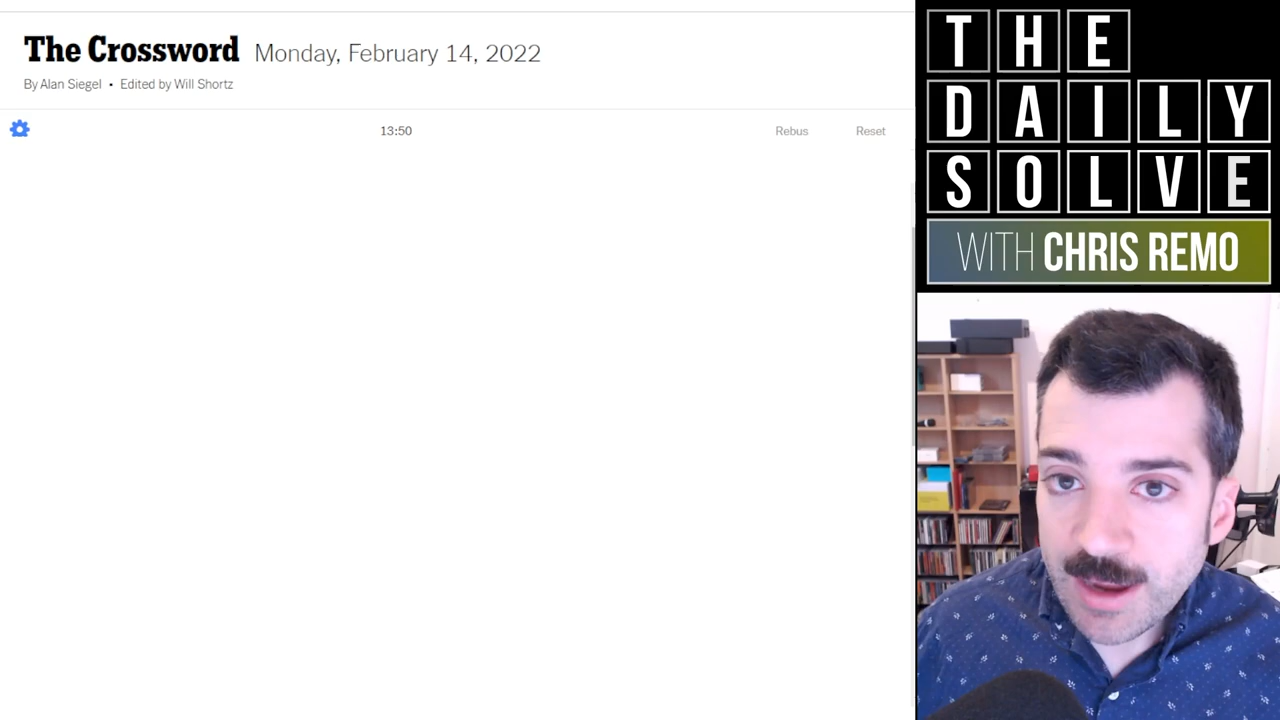 The Crossword Monday, February 14, 2022
By Alan Siegel • Edited by Will Shortz
13:50 Rebus Reset
THE
DAILY
SOLVE
WITH CHRIS REMO